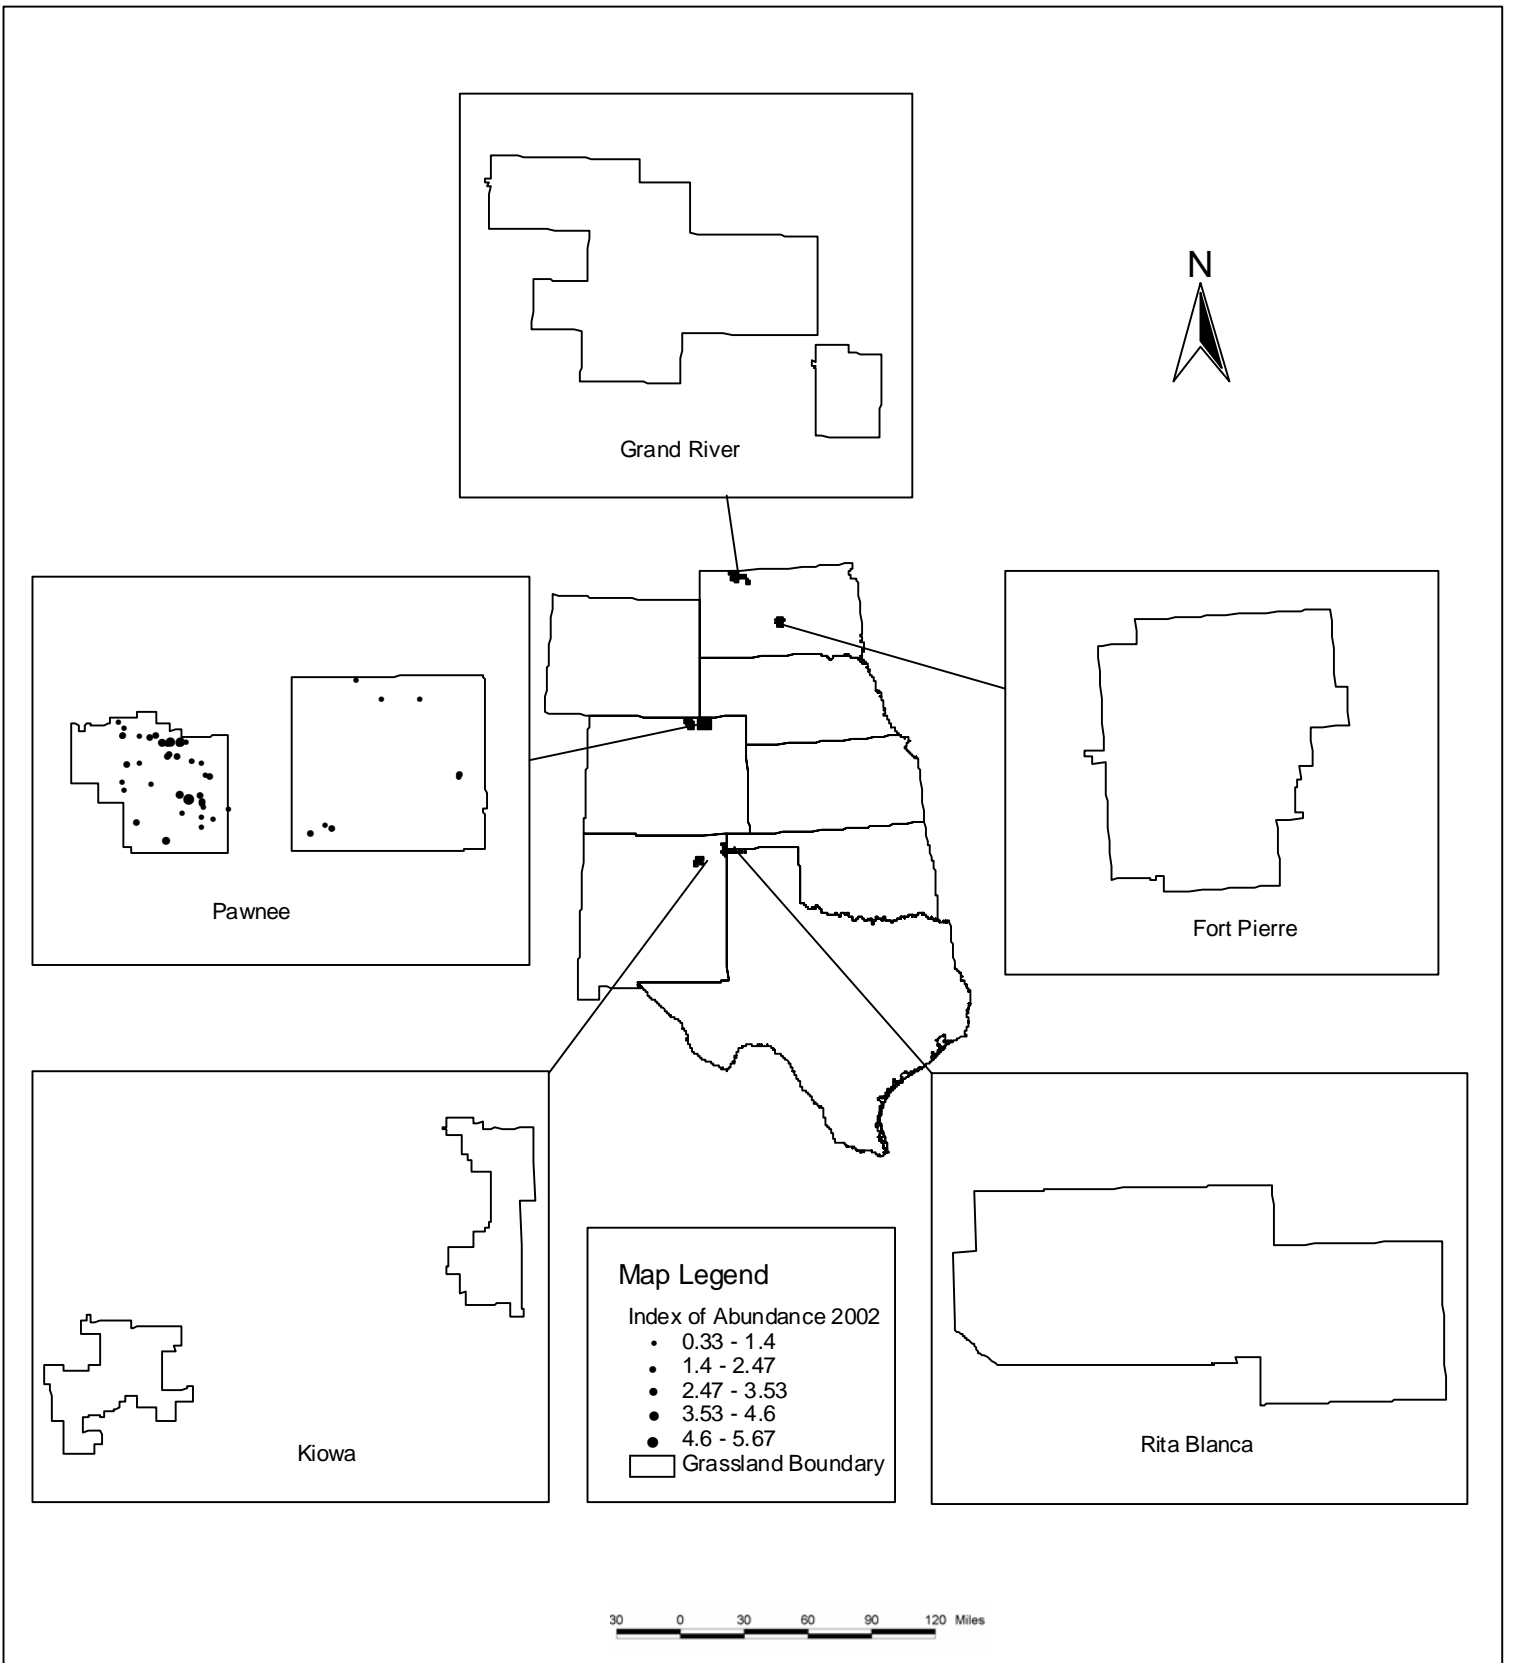 Grand River
N
Pawnee
Fort Pierre
Kiowa
Map Legend
Index of Abundance 2002
0.33 - 1.4
1.4 - 2.47
2.47 - 3.53
3.53 - 4.6
4.6 - 5.67
Grassland Boundary
Rita Blanca
30 0 30 60 90 120 Miles